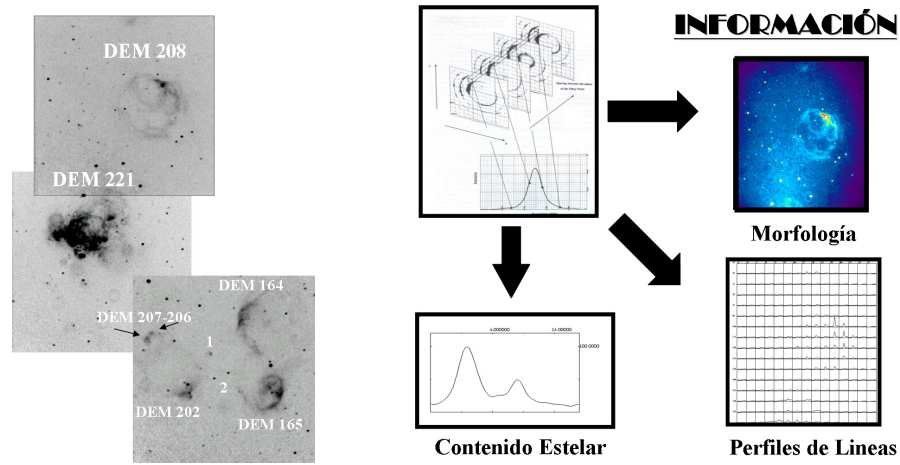 DEM 208
DEM 221
DEM 164
DEM 207-206
1
2
DEM 202
DEM 165
INFORMACIÓN
Morfología
Contenido Estelar
Perfiles de Lineas